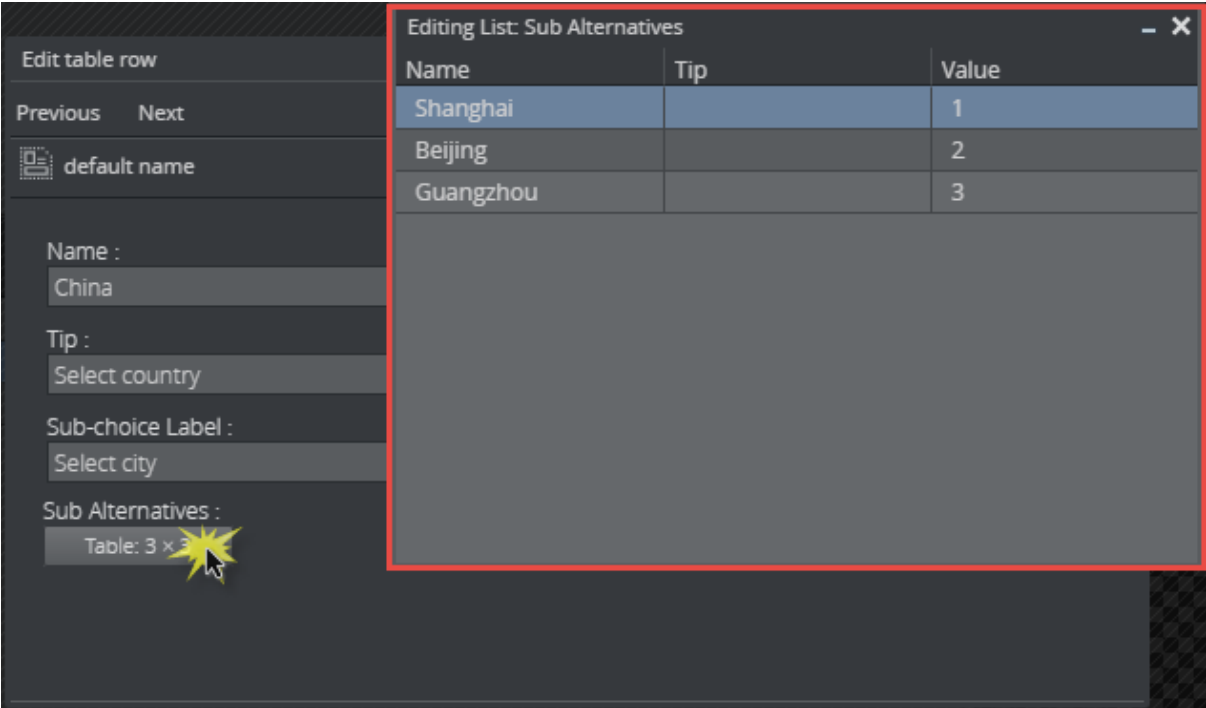 Edit table row
Previous Next
default name
Name :
China
Tip :
Select country
Sub-choice Label :
Select city
Sub Alternatives :
Table: 3 × 3
Editing List: Sub Alternatives
Name Tip Value
Shanghai 1
Beijing 2
Guangzhou 3